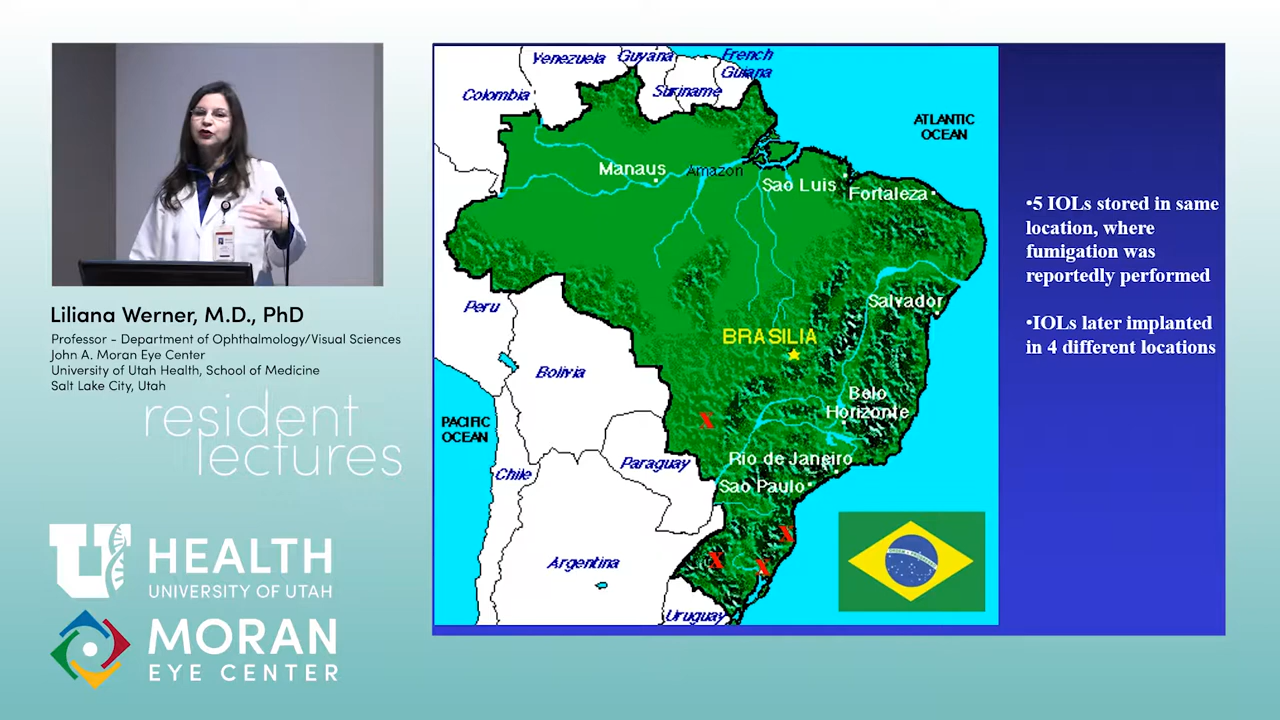 Liliana Werner, M.D., PhD
Professor - Department of Ophthalmology/Visual Sciences
John A. Moran Eye Center
University of Utah Health, School of Medicine
Salt Lake City, Utah
resident
lectures
U HEALTH
UNIVERSITY OF UTAH
MORAN
EYE CENTER
Venezuela
Guyana
French
Guiana
Suriname
Colombia
ATLANTIC
OCEAN
Manaus
Amazon
Sao Luis
Fortaleza
Peru
Salvador
BRASILIA
Bolivia
Belo
Horizonte
X
PACIFIC
OCEAN
Paraguay
Rio de Janeiro
Chile
Sao Paulo
X
X
X
Argentina
Uruguay
•5 IOLs stored in same
location, where
fumigation was
reportedly performed
•IOLs later implanted
in 4 different locations